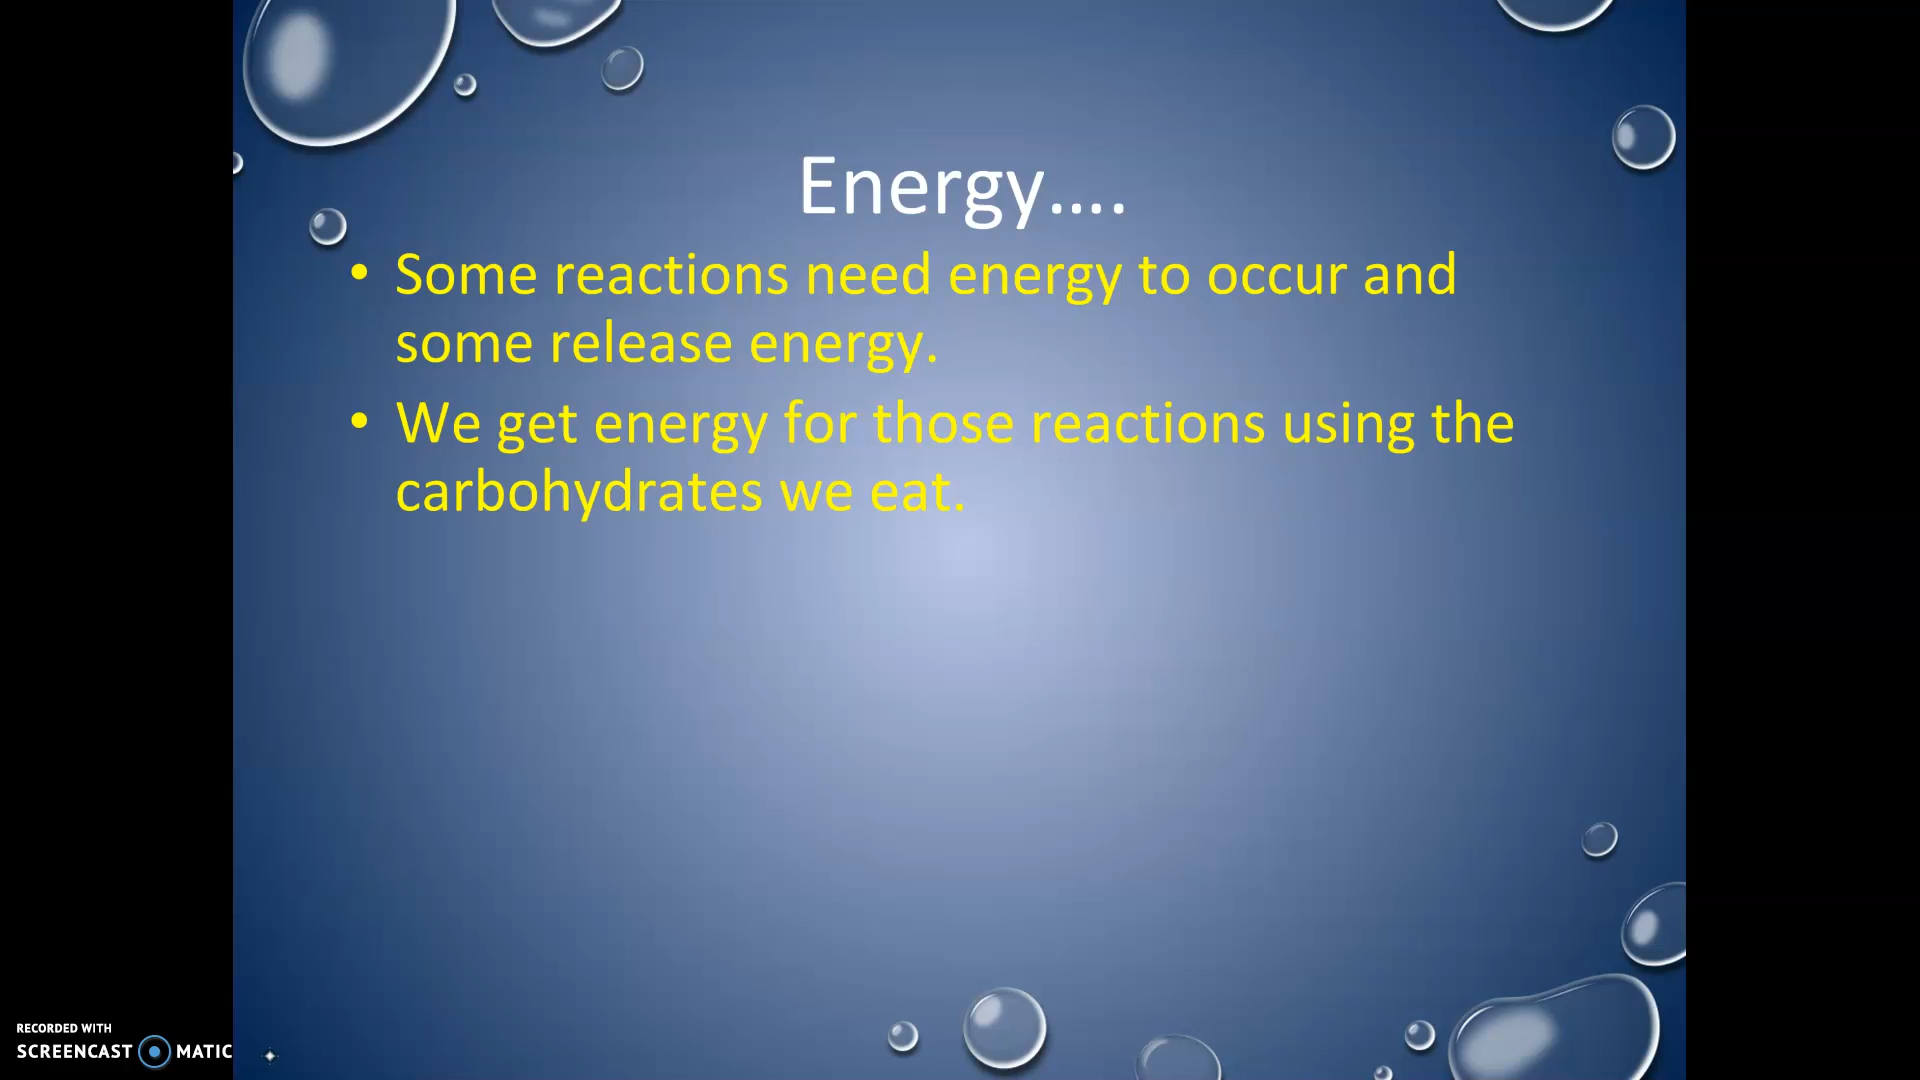 Energy....
• Some reactions need energy to occur and
some release energy.
• We get energy for those reactions using the
carbohydrates we eat.
RECORDED WITH
SCREENCAST MATIC